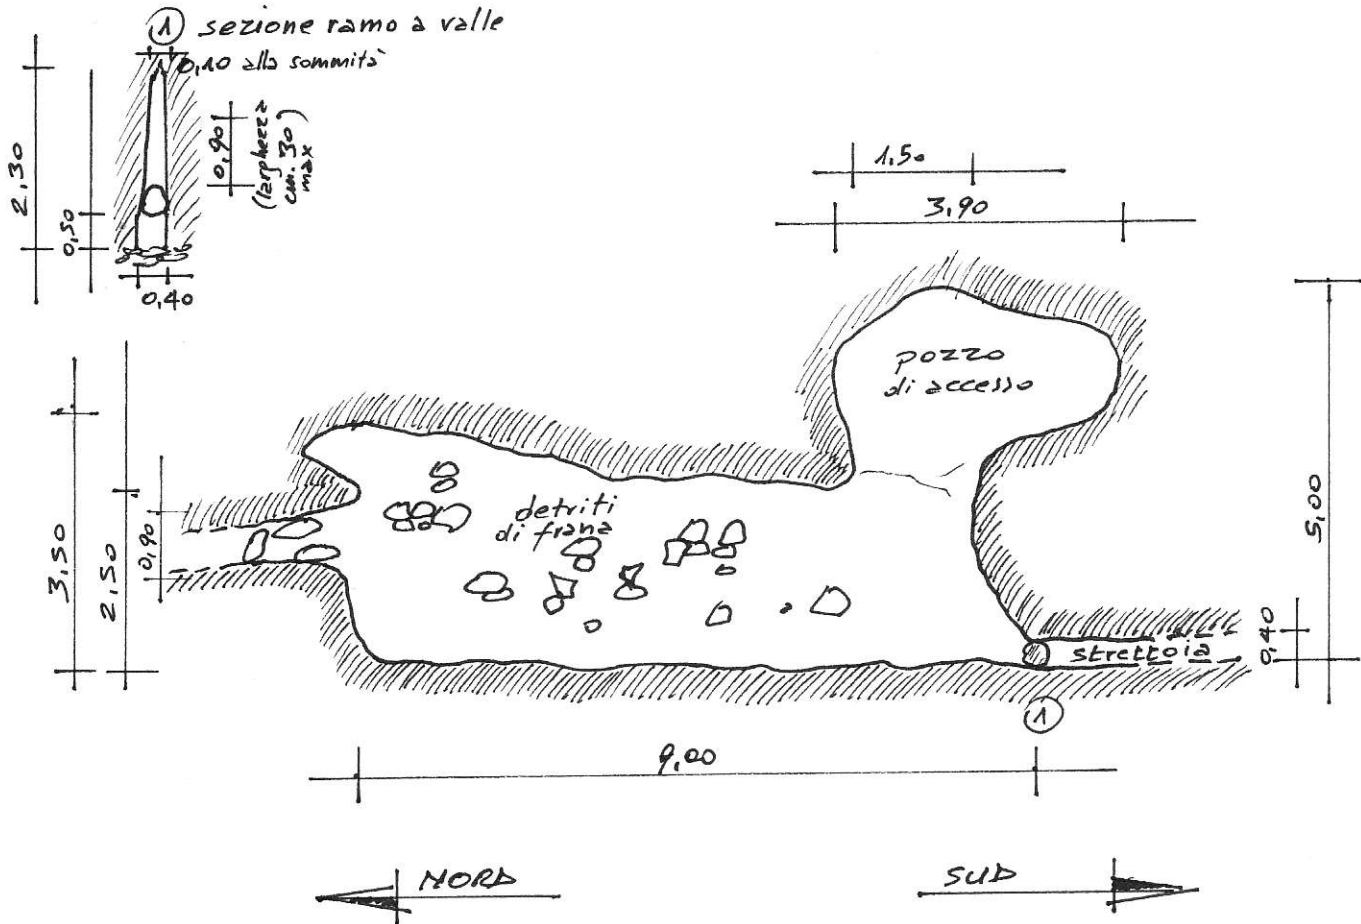 1 sezione ramo a valle
0,10 alla sommità
2,30
0,50
0,90
(larghezza
cm. 30)
max
0,40
1,50
3,90
pozzo
di accesso
detriti
di frana
3,50
2,50
0,90
5,00
strettoia
0,40
1
9,00
NORD
SUD